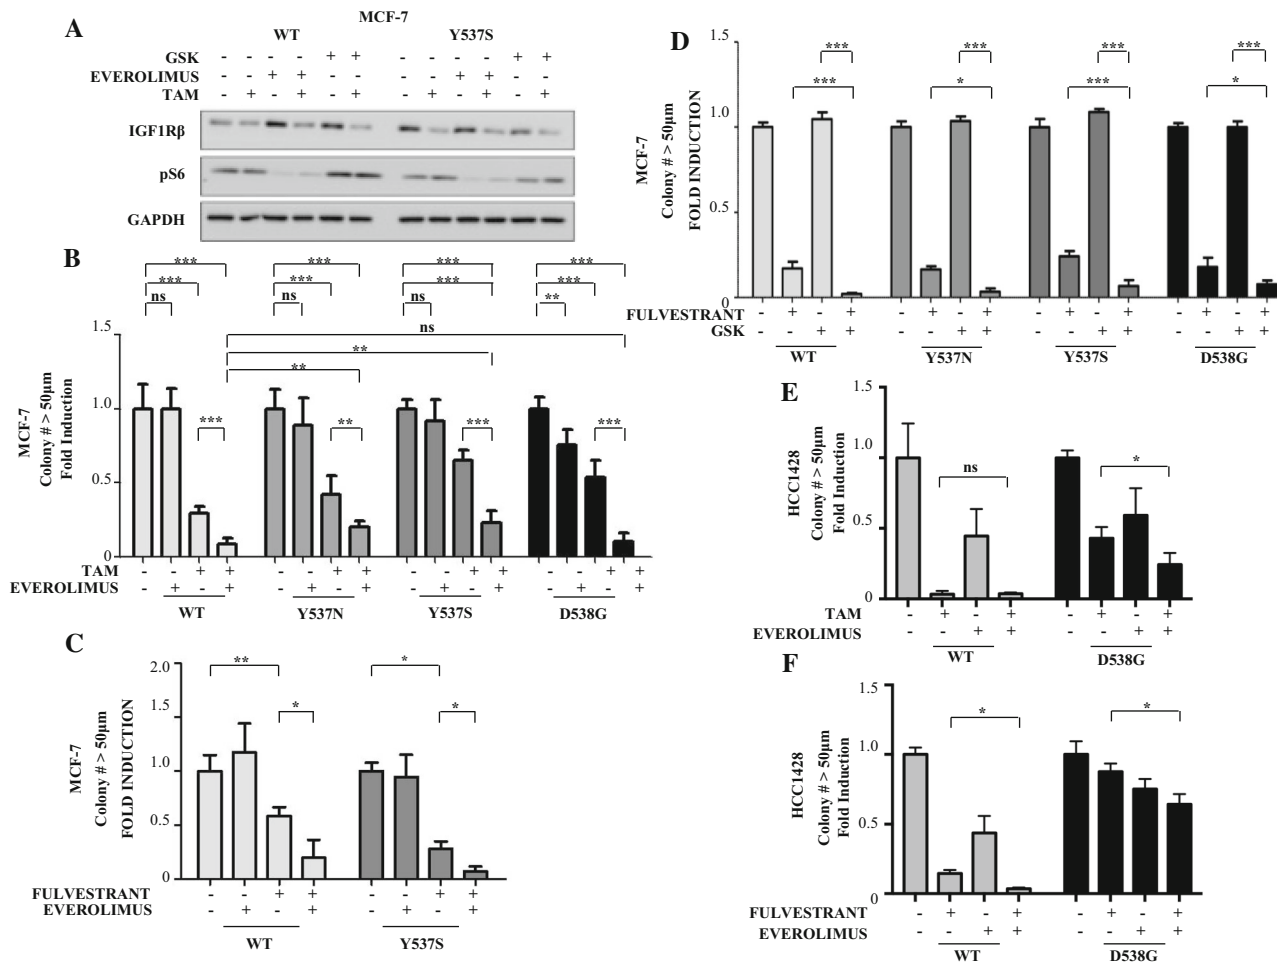 A
MCF-7
WT Y537S
GSK - - - - + + - - - - + +
EVEROLIMUS - - + + - - - - + + - -
TAM - + - + - + - + - + - +
IGF1Rβ
pS6
GAPDH
B
*** *** *** ***
*** *** *** ***
ns ns ns **
ns
**
**
*** ** *** ***
MCF-7
Colony # > 50µm
Fold Induction
1.5
1.0
0.5
0
TAM - - + + - - + + - - + + - - + +
EVEROLIMUS - + - + - + - + - + - + - + - +
WT Y537N Y537S D538G
C
** *
* *
MCF-7
Colony # > 50µm
FOLD INDUCTION
2.0
1.5
1.0
0.5
0
FULVESTRANT - - + + - - + +
EVEROLIMUS - + - + - + - +
WT Y537S
D
*** *** *** ***
*** * *** *
MCF-7
Colony # > 50µm
FOLD INDUCTION
1.5
1.0
0.5
0
FULVESTRANT - + - + - + - + - + - + - + - +
GSK - - + + - - + + - - + + - - + +
WT Y537N Y537S D538G
E
ns *
HCC1428
Colony # > 50µm
Fold Induction
1.5
1.0
0.5
0
TAM - + - + - + - +
EVEROLIMUS - - + + - - + +
WT D538G
F
* *
HCC1428
Colony # > 50µm
Fold Induction
1.5
1.0
0.5
0
FULVESTRANT - + - + - + - +
EVEROLIMUS - - + + - - + +
WT D538G